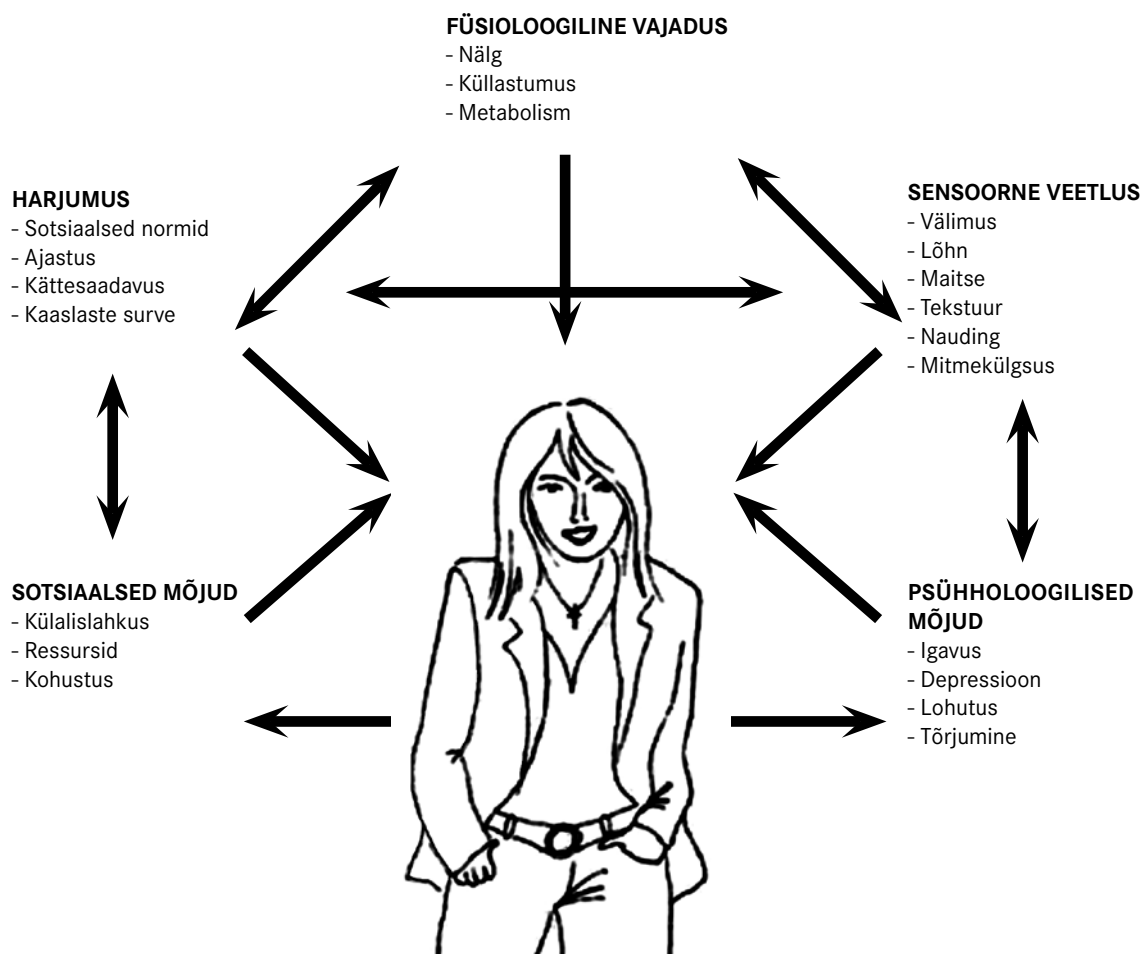 FÜSIOLOOGILINE VAJADUS
- Nälg
- Küllastumus
- Metabolism
HARJUMUS
- Sotsiaalsed normid
- Ajastus
- Kättesaadavus
- Kaaslaste surve
SENSOORNE VEETLUS
- Välimus
- Lõhn
- Maitse
- Tekstuur
- Nauding
- Mitmekülgsus
SOTSIAALSED MÕJUD
- Külalislahkus
- Ressursid
- Kohustus
PSÜHHOLOOGILISED
MÕJUD
- Igavus
- Depressioon
- Lohutus
- Tõrjumine